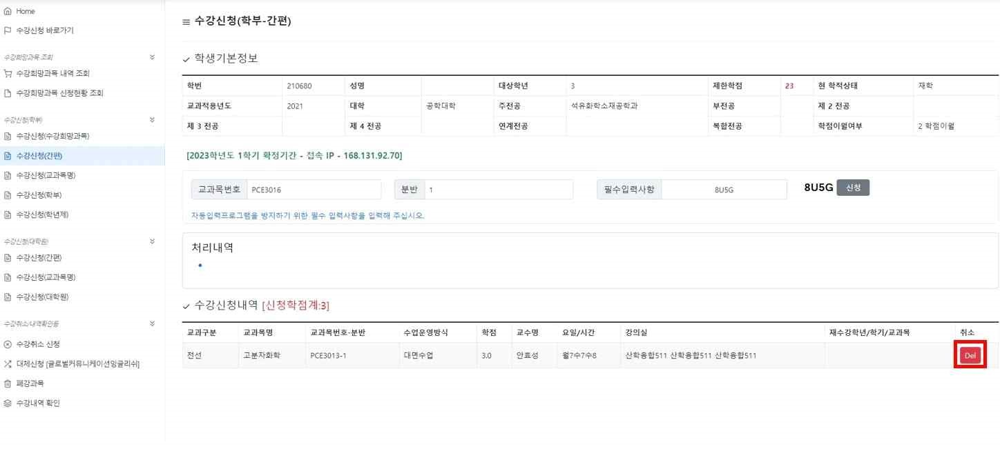 Home
수강신청 바로가기
수강희망과목 조회
수강희망과목 내역 조회
수강희망과목 신청현황 조회
수강신청(학부)
수강신청(수강희망과목)
수강신청(간편)
수강신청(교과목명)
수강신청(학부)
수강신청(학년제)
수강신청(대학원)
수강신청(간편)
수강신청(교과목명)
수강신청(대학원)
수강취소/내역확인등
수강취소 신청
대체신청 [글로벌커뮤니케이션잉글리쉬]
폐강과목
수강내역 확인
수강신청(학부-간편)
학생기본정보
학번 210680 성명 대상학년 3 제한학점 23 현 학적상태 재학
교과적용년도 2021 대학 공학대학 주전공 석유화학소재공학과 부전공 제 2 전공
제 3 전공 제 4 전공 연계전공 복합전공 학점이월여부 2 학점이월
[2023학년도 1학기 확정기간 - 접속 IP - 168.131.92.70]
교과목번호 PCE3016 분반 1 필수입력사항 8U5G 8U5G 신청
자동입력프로그램을 방지하기 위한 필수 입력사항을 입력해 주십시오.
처리내역
수강신청내역 [신청학점계:3]
교과구분 교과목명 교과목번호-분반 수업운영방식 학점 교수명 요일/시간 강의실 재수강학년/학기/교과목 취소
전선 고분자화학 PCE3013-1 대면수업 3.0 안효성 월7수7수8 산학융합511 산학융합511 산학융합511 Del